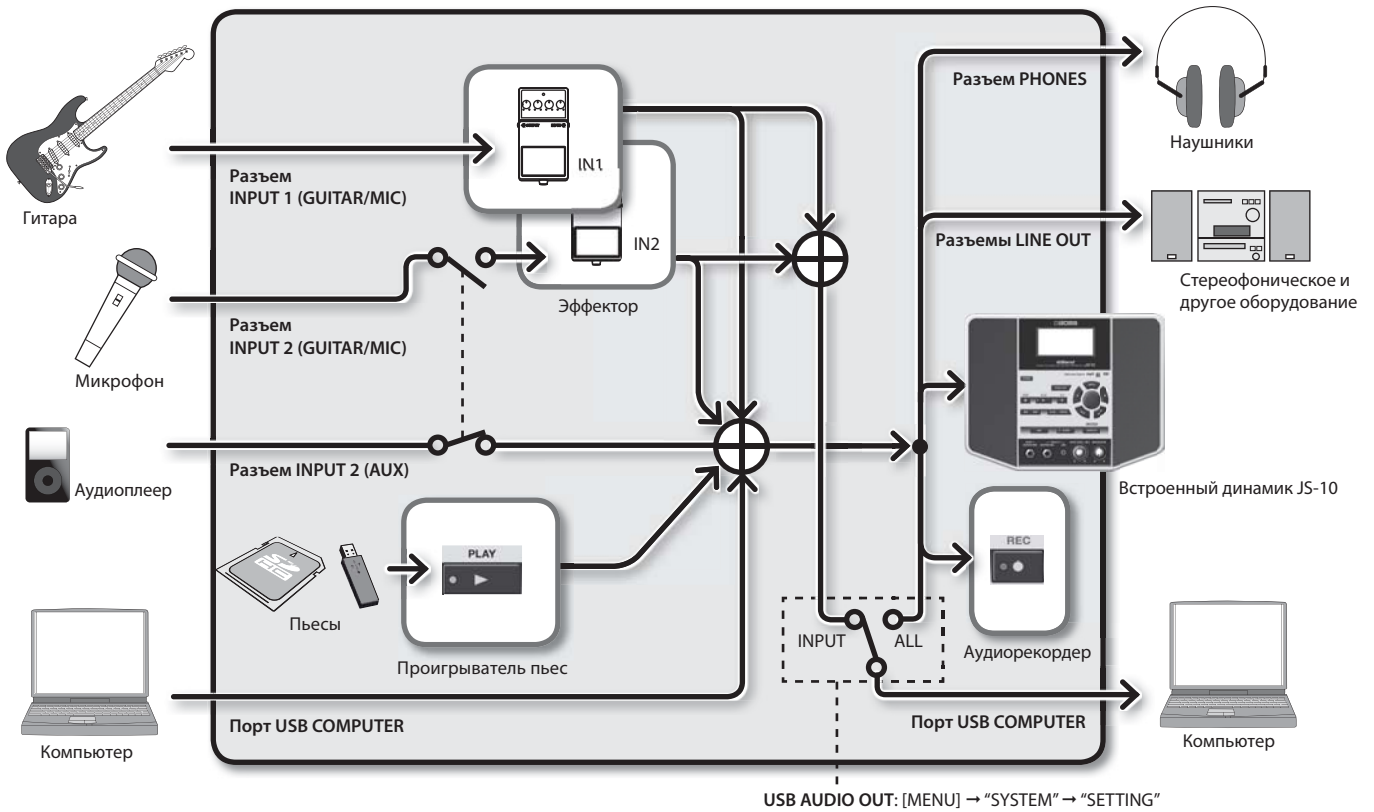 Разъем PHONES
Наушники
IN1
Разъем
INPUT 1 (GUITAR/MIC)
Гитара
IN2
Разъемы LINE OUT
Эффектор
Стереофоническое и
другое оборудование
Разъем
INPUT 2 (GUITAR/MIC)
BOSS
Микрофон
Разъем INPUT 2 (AUX)
Аудиоплеер
Встроенный динамик JS-10
PLAY
REC
Пьесы
INPUT
ALL
Проигрыватель пьес
Аудиорекордер
Порт USB COMPUTER
Порт USB COMPUTER
Компьютер
Компьютер
USB AUDIO OUT: [MENU] → “SYSTEM” → “SETTING”